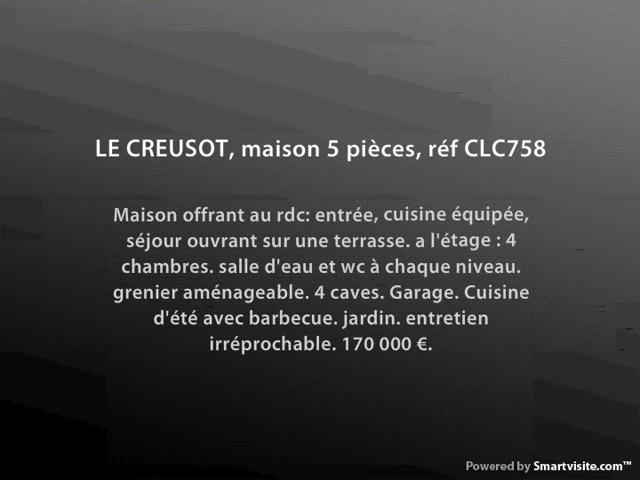 LE CREUSOT, maison 5 pièces, réf CLC758
Maison offrant au rdc: entrée, cuisine équipée,
séjour ouvrant sur une terrasse. a l'étage : 4
chambres. salle d'eau et wc à chaque niveau.
grenier aménageable. 4 caves. Garage. Cuisine
d'été avec barbecue. jardin. entretien
irréprochable. 170 000 €.
Powered by Smartvisite.com™